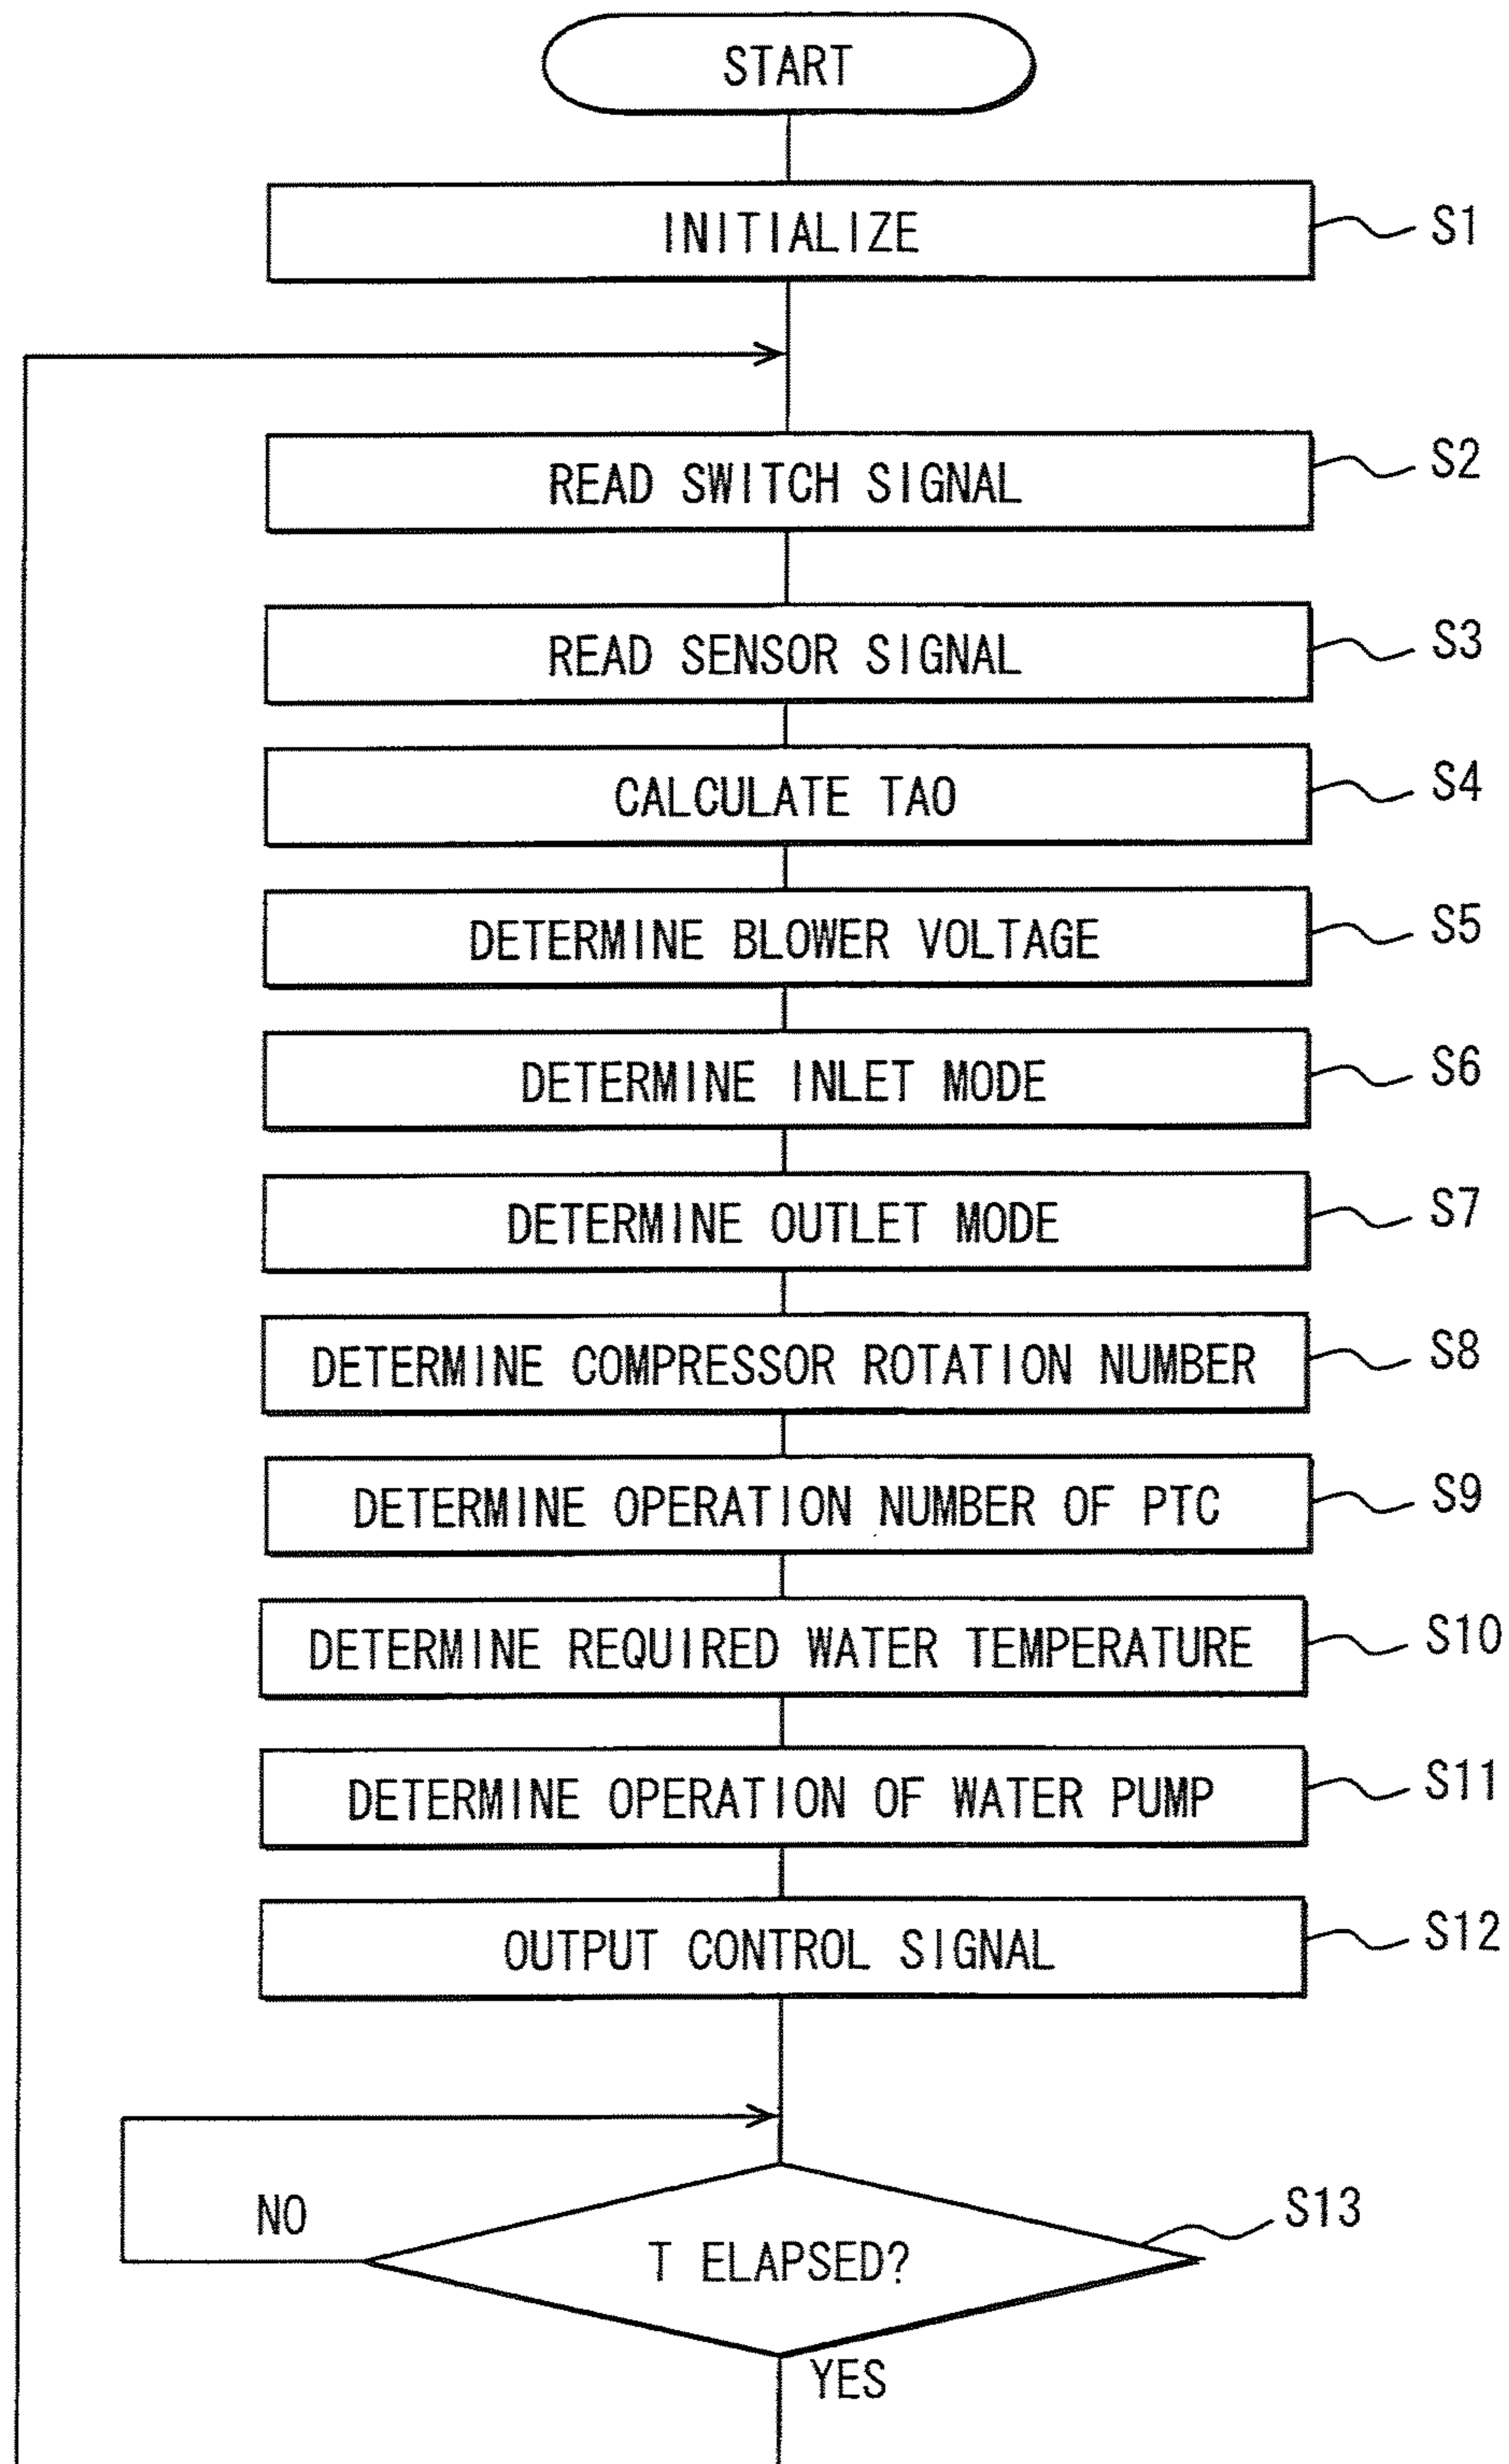 START
INITIALIZE S1
READ SWITCH SIGNAL S2
READ SENSOR SIGNAL S3
CALCULATE TAO S4
DETERMINE BLOWER VOLTAGE S5
DETERMINE INLET MODE S6
DETERMINE OUTLET MODE S7
DETERMINE COMPRESSOR ROTATION NUMBER S8
DETERMINE OPERATION NUMBER OF PTC S9
DETERMINE REQUIRED WATER TEMPERATURE S10
DETERMINE OPERATION OF WATER PUMP S11
OUTPUT CONTROL SIGNAL S12
NO
T ELAPSED? S13
YES